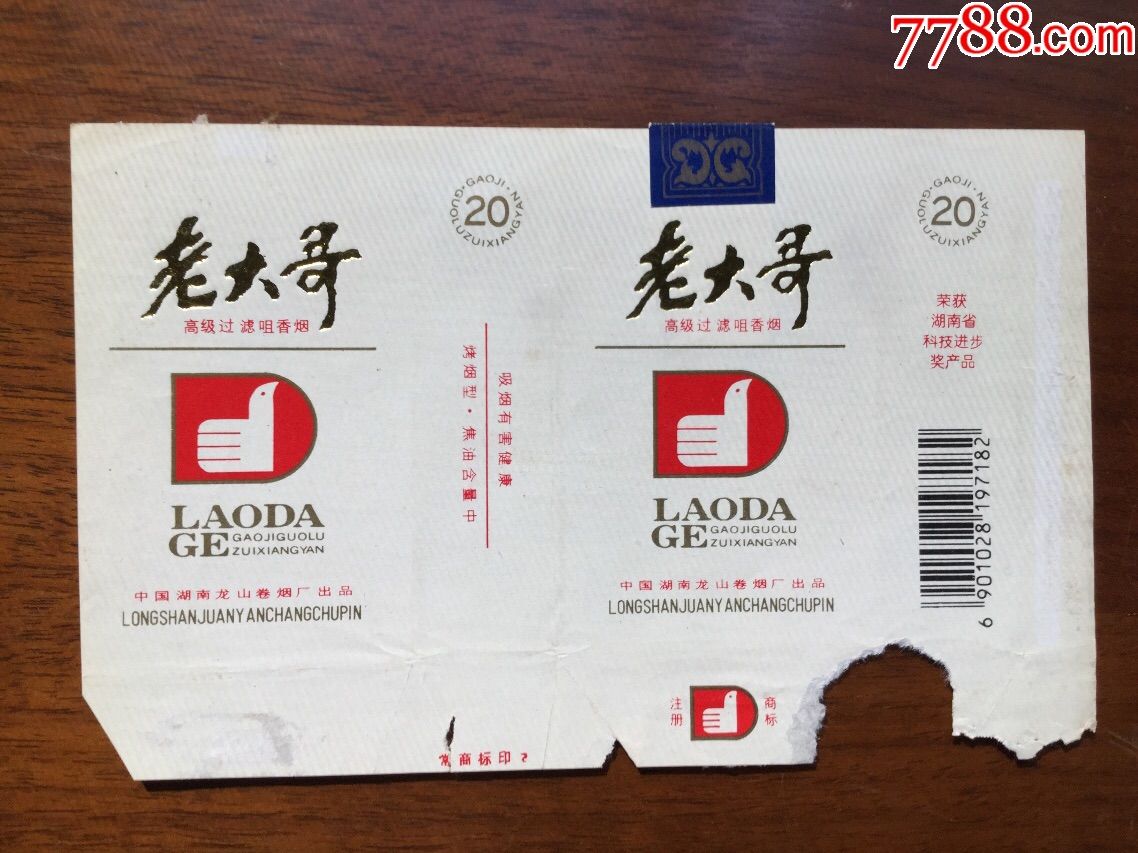 7788.com
老大哥
高级过滤咀香烟
LAODA
GE GAOJIGUOLU
ZUIXIANGYAN
中国湖南龙山卷烟厂出品
LONGSHANJUANYANCHANGCHUPIN
·GAOJI·
20
GUOLUZUIXIANGYAN
吸烟有害健康
烤烟型·焦油含量中
商标印
老大哥
高级过滤咀香烟
LAODA
GE GAOJIGUOLU
ZUIXIANGYAN
中国湖南龙山卷烟厂出品
LONGSHANJUANYANCHANGCHUPIN
注册
商标
·GAOJI·
20
GUOLUZUIXIANGYAN
荣获
湖南省
科技进步
奖产品
6 901028 197182